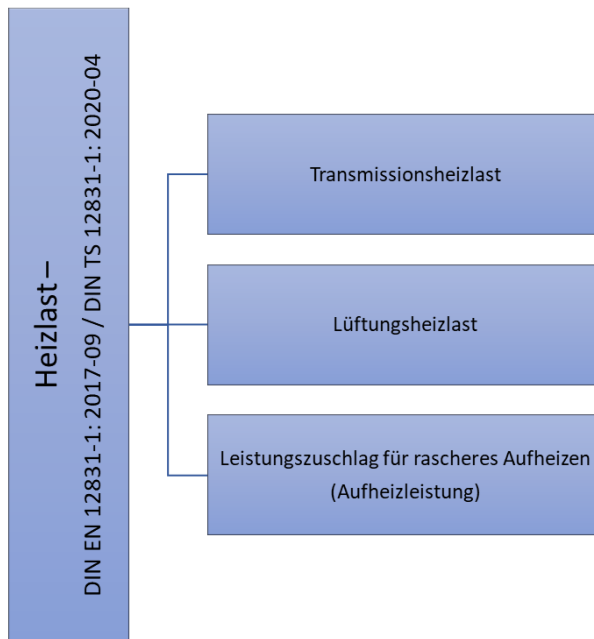 Heizlast –
DIN EN 12831-1: 2017-09 / DIN TS 12831-1: 2020-04
Transmissionsheizlast
Lüftungsheizlast
Leistungszuschlag für rascheres Aufheizen
(Aufheizleistung)